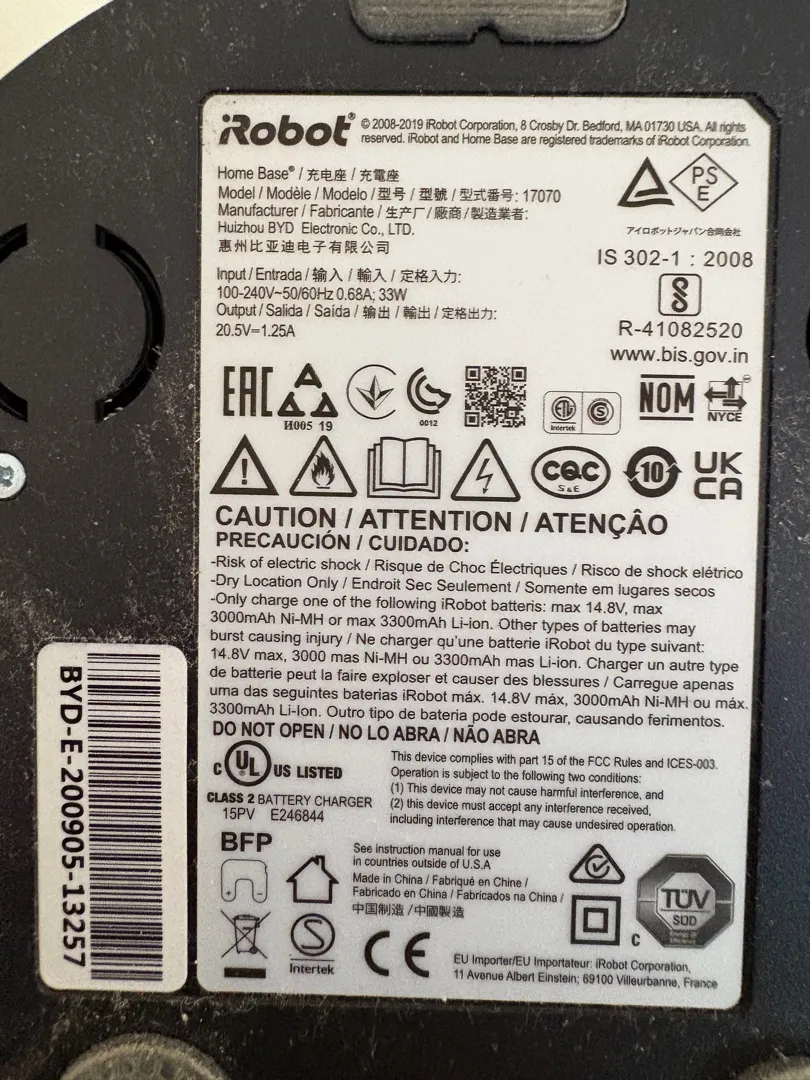 iRobot® © 2008-2019 iRobot Corporation, 8 Crosby Dr. Bedford, MA 01730 USA. All rights
reserved. iRobot and Home Base are registered trademarks of iRobot Corporation.
Home Base® / 充电座 / 充電座
Model / Modèle / Modelo / 型号 / 型號 / 型式番号: 17070
Manufacturer / Fabricante / 生产厂 / 廠商 / 製造業者:
Huizhou BYD Electronic Co., LTD.
惠州比亚迪电子有限公司
Input / Entrada / 输入 / 輸入 / 定格入力:
100-240V~50/60Hz 0.68A; 33W
Output / Salida / Saída / 输出 / 輸出 / 定格出力:
20.5V=1.25A
PS
E
アイロボットジャパン合同会社
IS 302-1 : 2008
R-41082520
www.bis.gov.in
EAC
И005 19
0012
ETL
Intertek
S
NOM
NYCE
CQC
S&E
10
UK
CA
CAUTION / ATTENTION / ATENÇÂO
PRECAUCIÓN / CUIDADO:
-Risk of electric shock / Risque de Choc Électriques / Risco de shock elétrico
-Dry Location Only / Endroit Sec Seulement / Somente em lugares secos
-Only charge one of the following iRobot batteris: max 14.8V, max
3000mAh Ni-MH or max 3300mAh Li-ion. Other types of batteries may
burst causing injury / Ne charger qu'une batterie iRobot du type suivant:
14.8V max, 3000 mas Ni-MH ou 3300mAh mas Li-ion. Charger un autre type
de batterie peut la faire exploser et causer des blessures / Carregue apenas
uma das seguintes baterias iRobot máx. 14.8V máx, 3000mAh Ni-MH ou máx.
3300mAh Li-Ion. Outro tipo de bateria pode estourar, causando ferimentos.
DO NOT OPEN / NO LO ABRA / NÃO ABRA
C UL US LISTED
CLASS 2 BATTERY CHARGER
15PV E246844
This device complies with part 15 of the FCC Rules and ICES-003.
Operation is subject to the following two conditions:
(1) This device may not cause harmful interference, and
(2) this device must accept any interference received,
including interference that may cause undesired operation.
BFP
See instruction manual for use
in countries outside of U.S.A
Made in China / Fabriqué en Chine /
Fabricado en China / Fabricados na China /
中国制造 / 中國製造
- +
S
Intertek
CE
C
TÜV
SÜD
Energy
Efficiency
EU Importer/EU Importateur: iRobot Corporation,
11 Avenue Albert Einstein; 69100 Villeurbanne, France
BYD-E-200905-13257